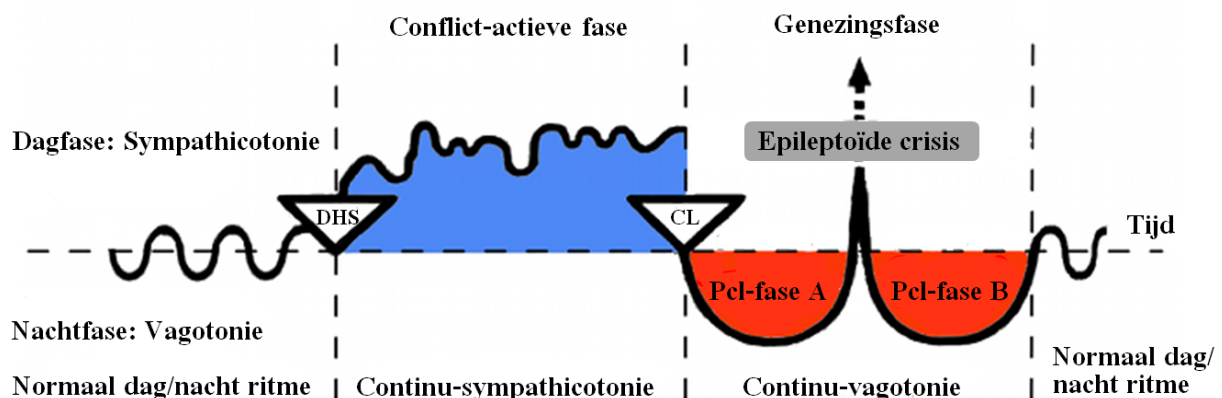 Conflict-actieve fase
Genezingsfase
Dagfase: Sympathicotonie
Epileptoïde crisis
DHS
CL
Tijd
Pcl-fase A
Pcl-fase B
Nachtfase: Vagotonie
Normaal dag/nacht ritme
Continu-sympathicotonie
Continu-vagotonie
Normaal dag/
nacht ritme